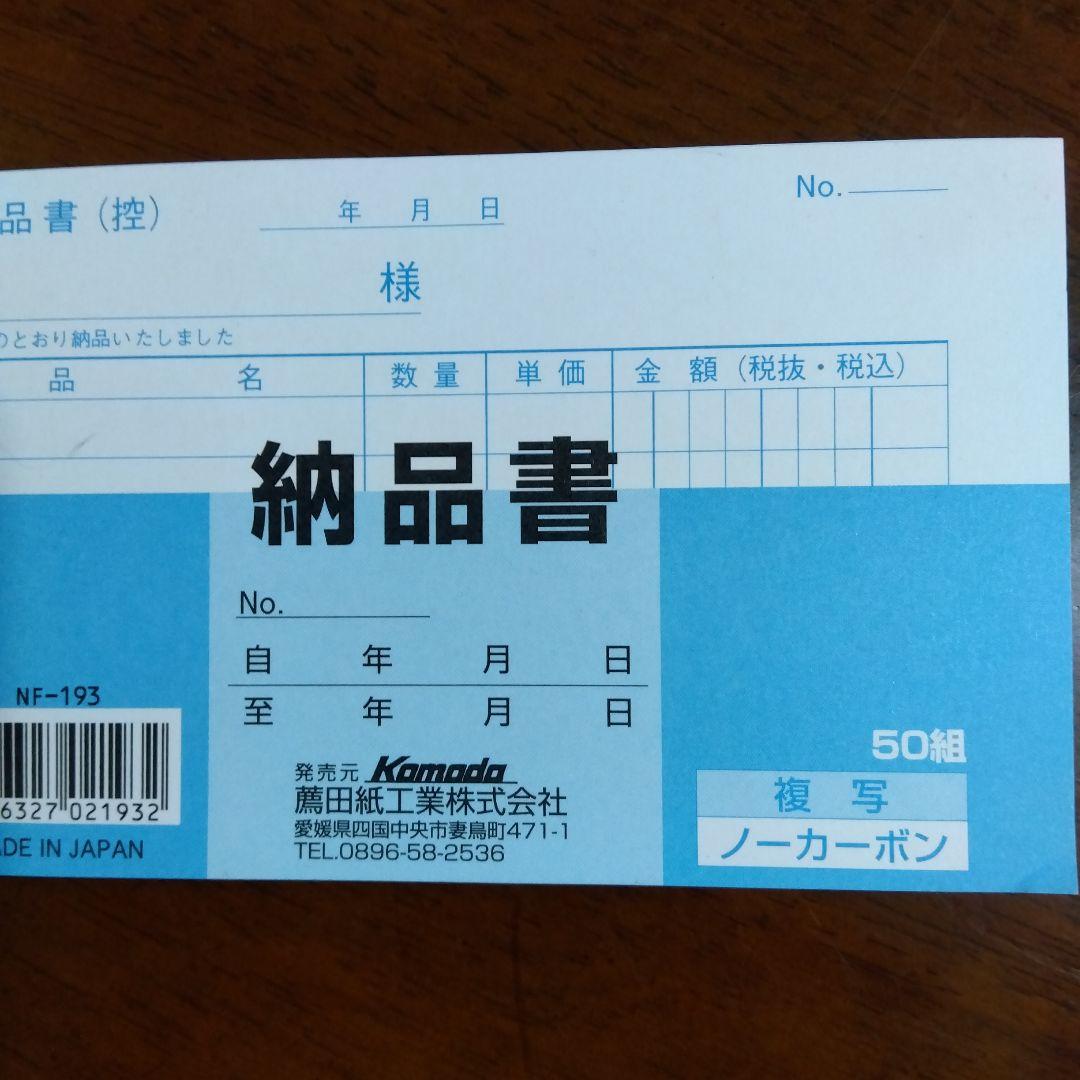 品書（控） 年 月 日 No.
様
のとおり納品いたしました
品 名 数量 単価 金額（税抜・税込）
納品書
No.
自 年 月 日
至 年 月 日
NF-193
6327 021932
DE IN JAPAN
発売元 Komoda
薦田紙工業株式会社
愛媛県四国中央市妻鳥町471-1
TEL.0896-58-2536
50組
複写
ノーカーボン